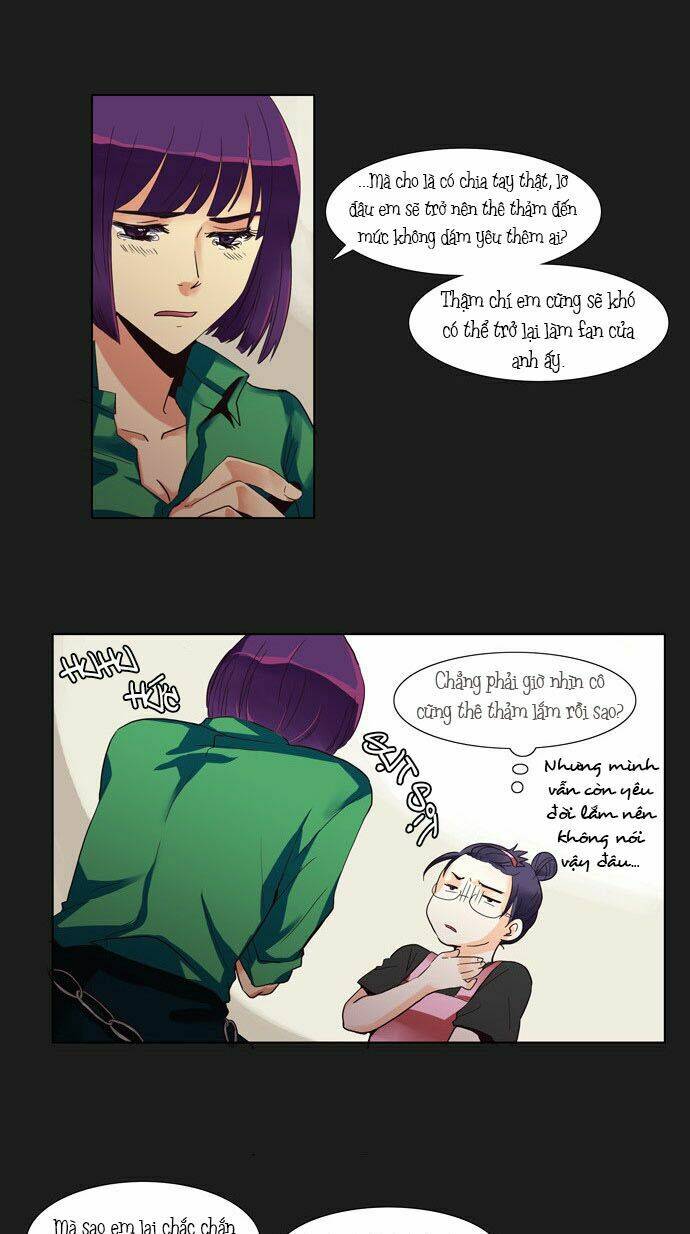 ...Mà cho là có chia tay thật, lỡ
đâu em sẽ trở nên thê thảm đến
mức không dám yêu thêm ai?
Thậm chí em cũng sẽ khó
có thể trở lại làm fan của
anh ấy.
HUHU
HỨC
SỤT SỊT
Chẳng phải giờ nhìn cô
cũng thê thảm lắm rồi sao?
Nhưng mình
vẫn còn yêu
đời lắm nên
không nói
vậy đâu...
Mà sao em lại chắc chắn